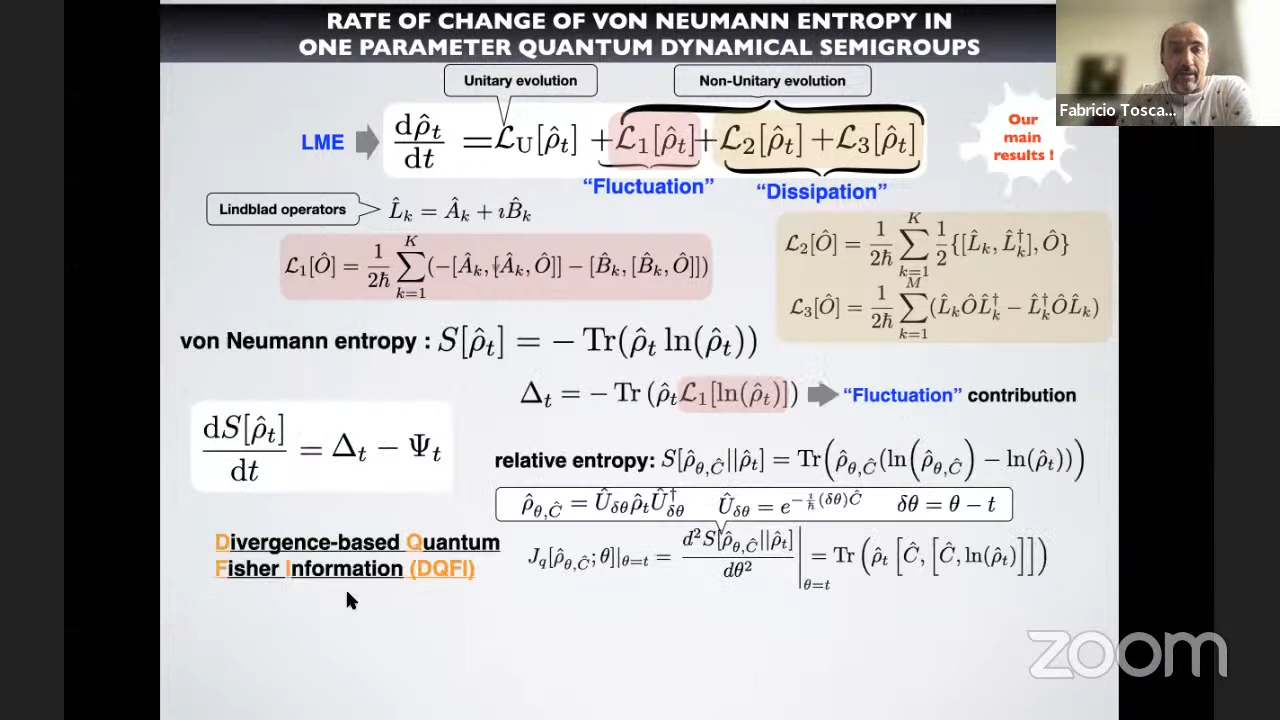 RATE OF CHANGE OF VON NEUMANN ENTROPY IN
ONE PARAMETER QUANTUM DYNAMICAL SEMIGROUPS
Unitary evolution
Non-Unitary evolution
Fabricio Tosca...
LME
dρ̂_t/dt = ℒ_U[ρ̂_t] + ℒ_1[ρ̂_t] + ℒ_2[ρ̂_t] + ℒ_3[ρ̂_t]
Our
main
results !
"Fluctuation"
"Dissipation"
Lindblad operators
L̂_k = Â_k + ıB̂_k
ℒ_1[Ô] = 1/2ħ ∑_{k=1}^{K} (−[Â_k, [Â_k, Ô]] − [B̂_k, [B̂_k, Ô]])
ℒ_2[Ô] = 1/2ħ ∑_{k=1}^{K} 1/2 {[L̂_k, L̂_k^†], Ô}
ℒ_3[Ô] = 1/2ħ ∑_{k=1}^{M} (L̂_k Ô L̂_k^† − L̂_k^† Ô L̂_k)
von Neumann entropy : S[ρ̂_t] = − Tr(ρ̂_t ln(ρ̂_t))
Δ_t = − Tr (ρ̂_t ℒ_1[ln(ρ̂_t)])
"Fluctuation" contribution
dS[ρ̂_t]/dt = Δ_t − Ψ_t
relative entropy: S[ρ̂_{θ,Ĉ}||ρ̂_t] = Tr(ρ̂_{θ,Ĉ}(ln(ρ̂_{θ,Ĉ}) − ln(ρ̂_t)))
ρ̂_{θ,Ĉ} = Û_{δθ} ρ̂_t Û_{δθ}^† Û_{δθ} = e^{−ı/ħ (δθ)Ĉ} δθ = θ − t
Divergence-based Quantum
Fisher Information (DQFI)
J_q[ρ̂_{θ,Ĉ}; θ]|_{θ=t} = d²S[ρ̂_{θ,Ĉ}||ρ̂_t]/dθ² |_{θ=t} = Tr (ρ̂_t [Ĉ, [Ĉ, ln(ρ̂_t)]])
zoom